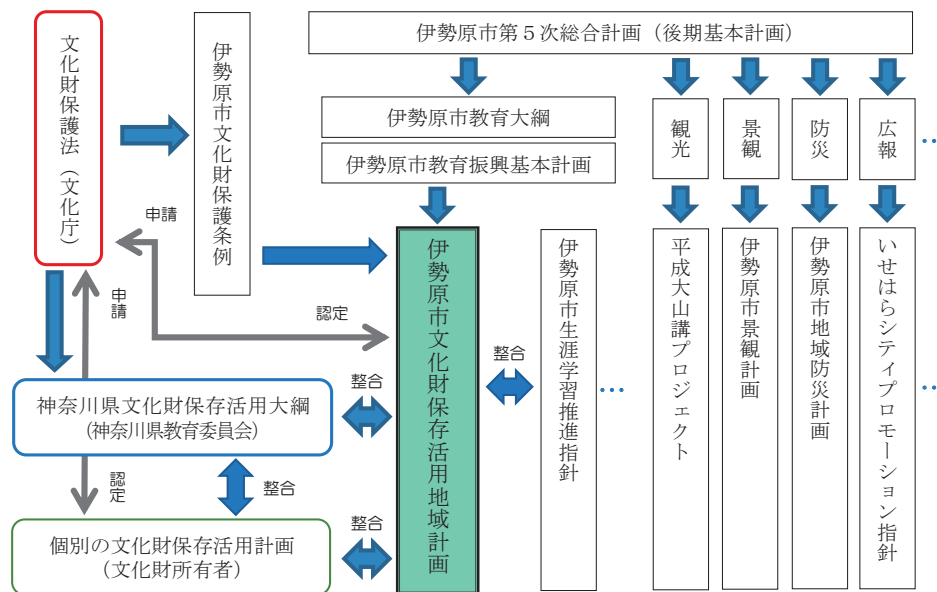 伊勢原市第５次総合計画（後期基本計画）
文化財保護法（文化庁）
伊勢原市文化財保護条例
伊勢原市教育大綱
伊勢原市教育振興基本計画
観光
景観
防災
広報
…
申請
申請
認定
伊勢原市文化財保存活用地域計画
整合
伊勢原市生涯学習推進指針
…
平成大山講プロジェクト
伊勢原市景観計画
伊勢原市地域防災計画
いせはらシティプロモーション指針
…
神奈川県文化財保存活用大綱
(神奈川県教育委員会)
整合
認定
整合
個別の文化財保存活用計画
（文化財所有者）
整合